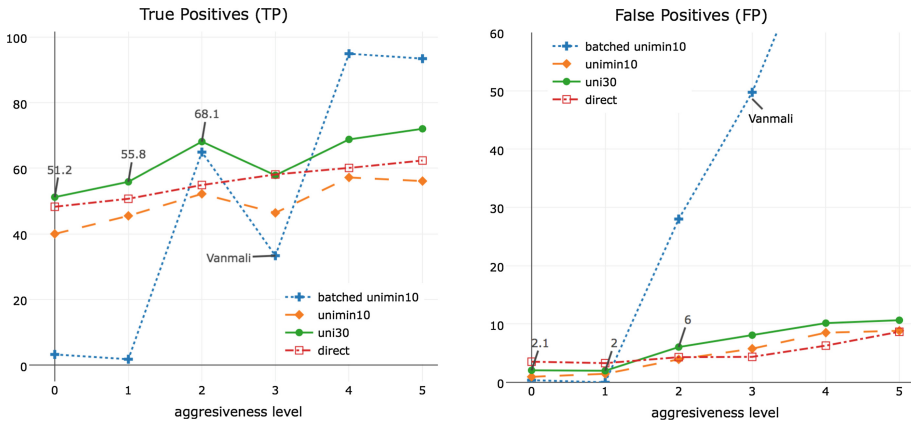 True Positives (TP)
100
80
60
40
20
0
51.2
55.8
68.1
Vanmali
batched unimin10
unimin10
uni30
direct
0 1 2 3 4 5
aggresiveness level
False Positives (FP)
60
50
40
30
20
10
0
batched unimin10
unimin10
uni30
direct
Vanmali
2.1
2
6
0 1 2 3 4 5
aggresiveness level